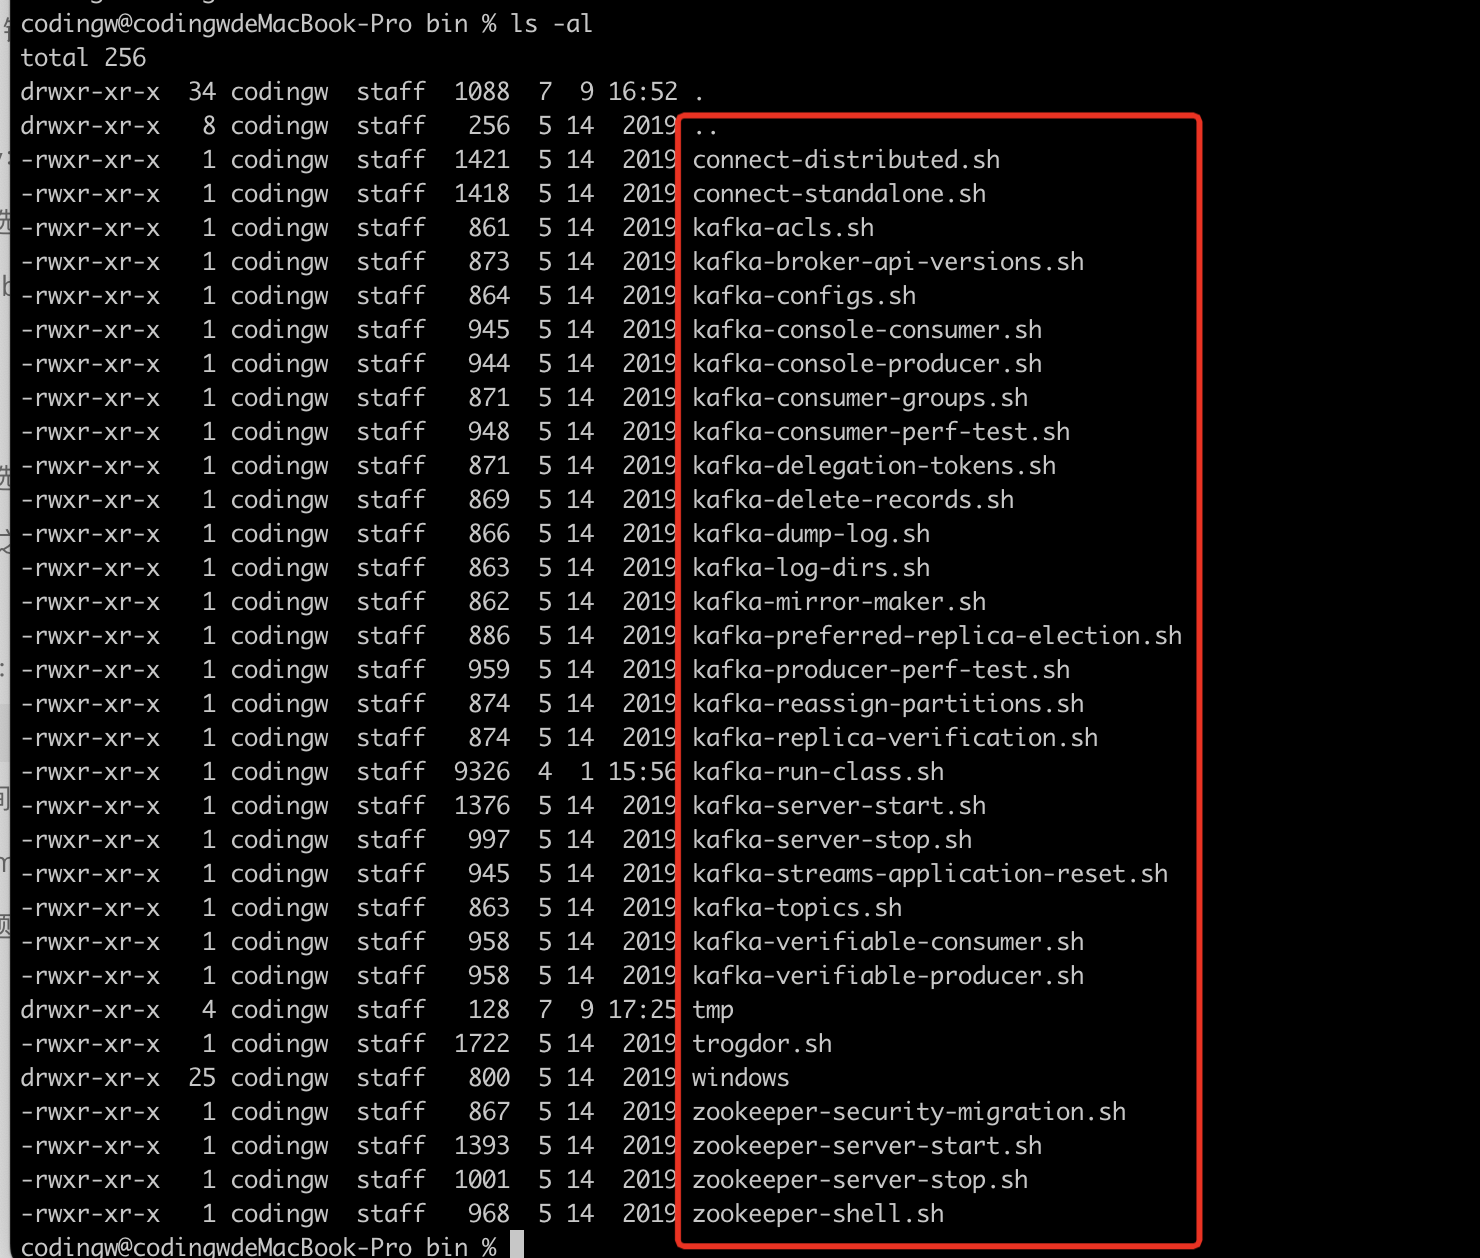 codingw@codingwdeMacBook-Pro bin % ls -al
total 256
drwxr-xr-x  34 codingw  staff  1088  7  9 16:52 .
drwxr-xr-x   8 codingw  staff   256  5 14  2019 ..
-rwxr-xr-x   1 codingw  staff  1421  5 14  2019 connect-distributed.sh
-rwxr-xr-x   1 codingw  staff  1418  5 14  2019 connect-standalone.sh
-rwxr-xr-x   1 codingw  staff   861  5 14  2019 kafka-acls.sh
-rwxr-xr-x   1 codingw  staff   873  5 14  2019 kafka-broker-api-versions.sh
-rwxr-xr-x   1 codingw  staff   864  5 14  2019 kafka-configs.sh
-rwxr-xr-x   1 codingw  staff   945  5 14  2019 kafka-console-consumer.sh
-rwxr-xr-x   1 codingw  staff   944  5 14  2019 kafka-console-producer.sh
-rwxr-xr-x   1 codingw  staff   871  5 14  2019 kafka-consumer-groups.sh
-rwxr-xr-x   1 codingw  staff   948  5 14  2019 kafka-consumer-perf-test.sh
-rwxr-xr-x   1 codingw  staff   871  5 14  2019 kafka-delegation-tokens.sh
-rwxr-xr-x   1 codingw  staff   869  5 14  2019 kafka-delete-records.sh
-rwxr-xr-x   1 codingw  staff   866  5 14  2019 kafka-dump-log.sh
-rwxr-xr-x   1 codingw  staff   863  5 14  2019 kafka-log-dirs.sh
-rwxr-xr-x   1 codingw  staff   862  5 14  2019 kafka-mirror-maker.sh
-rwxr-xr-x   1 codingw  staff   886  5 14  2019 kafka-preferred-replica-election.sh
-rwxr-xr-x   1 codingw  staff   959  5 14  2019 kafka-producer-perf-test.sh
-rwxr-xr-x   1 codingw  staff   874  5 14  2019 kafka-reassign-partitions.sh
-rwxr-xr-x   1 codingw  staff   874  5 14  2019 kafka-replica-verification.sh
-rwxr-xr-x   1 codingw  staff  9326  4  1 15:56 kafka-run-class.sh
-rwxr-xr-x   1 codingw  staff  1376  5 14  2019 kafka-server-start.sh
-rwxr-xr-x   1 codingw  staff   997  5 14  2019 kafka-server-stop.sh
-rwxr-xr-x   1 codingw  staff   945  5 14  2019 kafka-streams-application-reset.sh
-rwxr-xr-x   1 codingw  staff   863  5 14  2019 kafka-topics.sh
-rwxr-xr-x   1 codingw  staff   958  5 14  2019 kafka-verifiable-consumer.sh
-rwxr-xr-x   1 codingw  staff   958  5 14  2019 kafka-verifiable-producer.sh
drwxr-xr-x   4 codingw  staff   128  7  9 17:25 tmp
-rwxr-xr-x   1 codingw  staff  1722  5 14  2019 trogdor.sh
drwxr-xr-x  25 codingw  staff   800  5 14  2019 windows
-rwxr-xr-x   1 codingw  staff   867  5 14  2019 zookeeper-security-migration.sh
-rwxr-xr-x   1 codingw  staff  1393  5 14  2019 zookeeper-server-start.sh
-rwxr-xr-x   1 codingw  staff  1001  5 14  2019 zookeeper-server-stop.sh
-rwxr-xr-x   1 codingw  staff   968  5 14  2019 zookeeper-shell.sh
codingw@codingwdeMacBook-Pro bin %